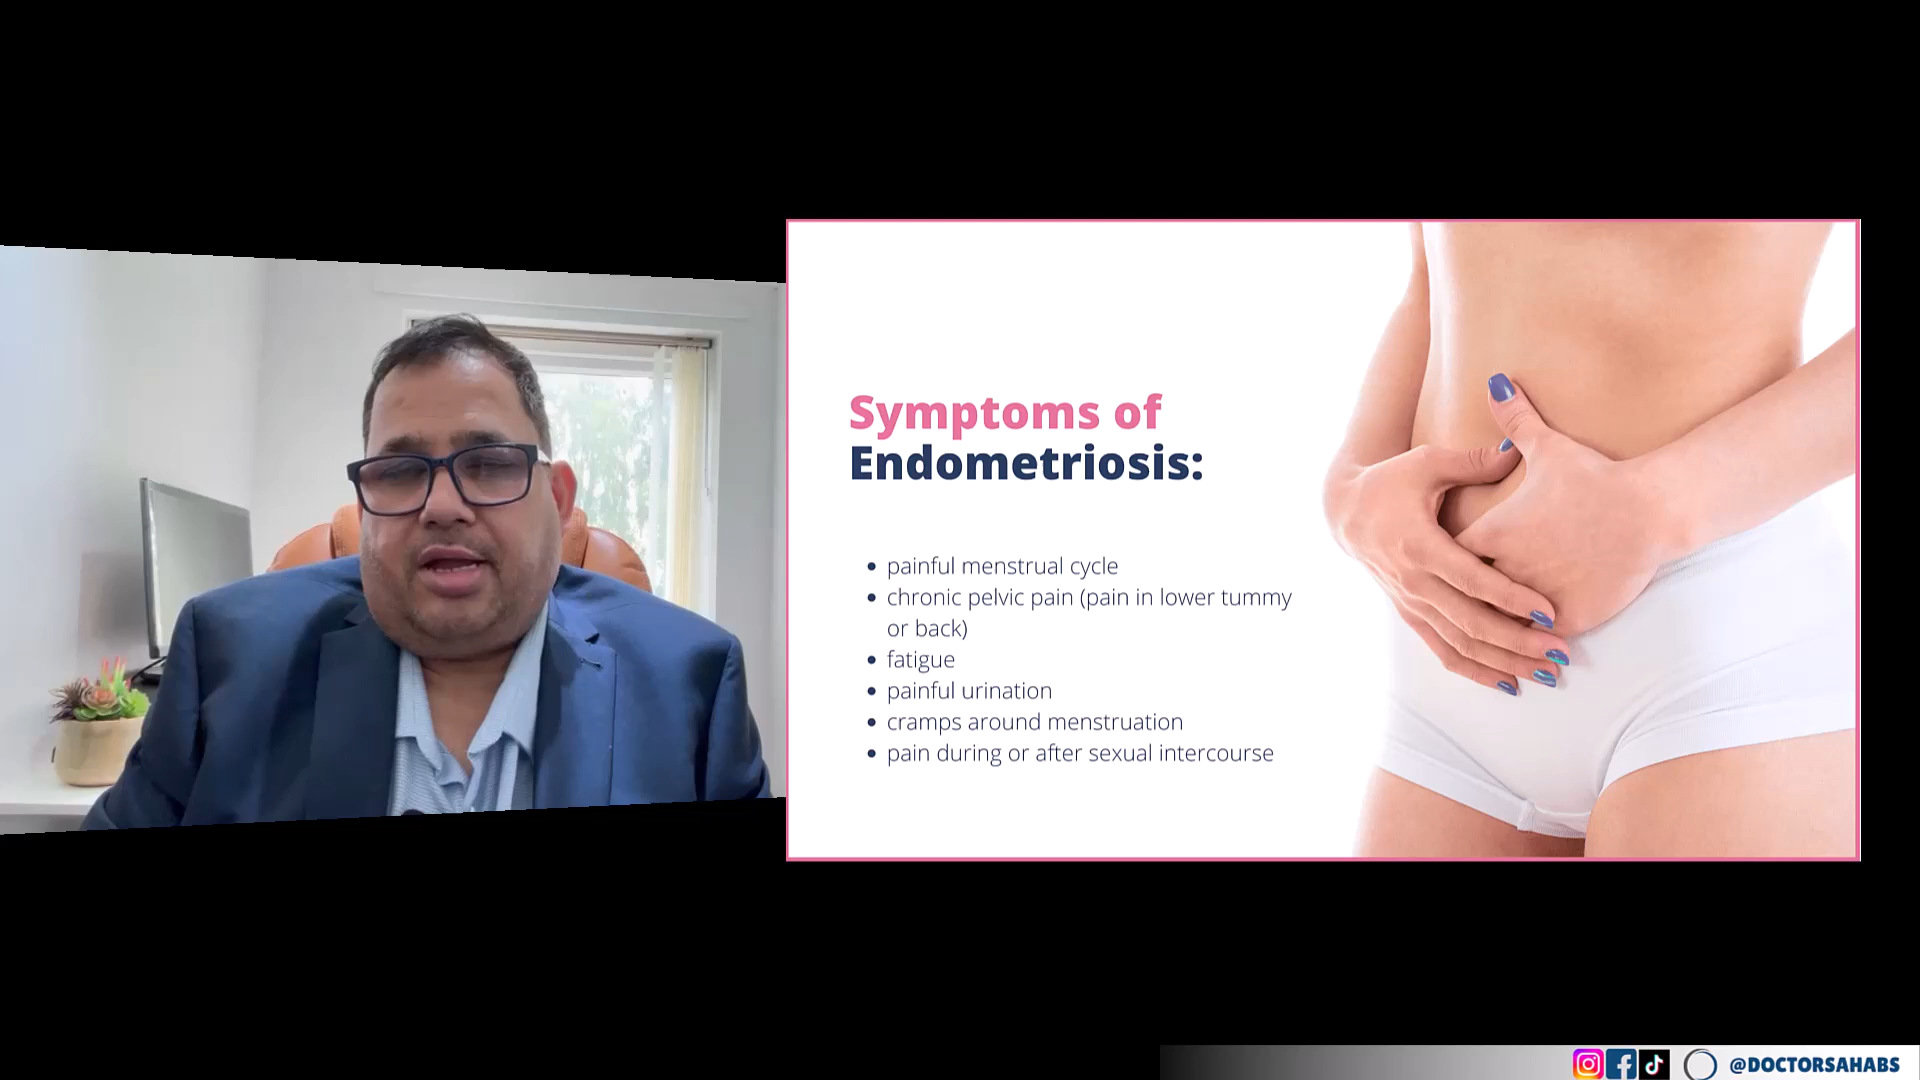 Symptoms of
Endometriosis:
• painful menstrual cycle
• chronic pelvic pain (pain in lower tummy
or back)
• fatigue
• painful urination
• cramps around menstruation
• pain during or after sexual intercourse
@DOCTORSAHABS